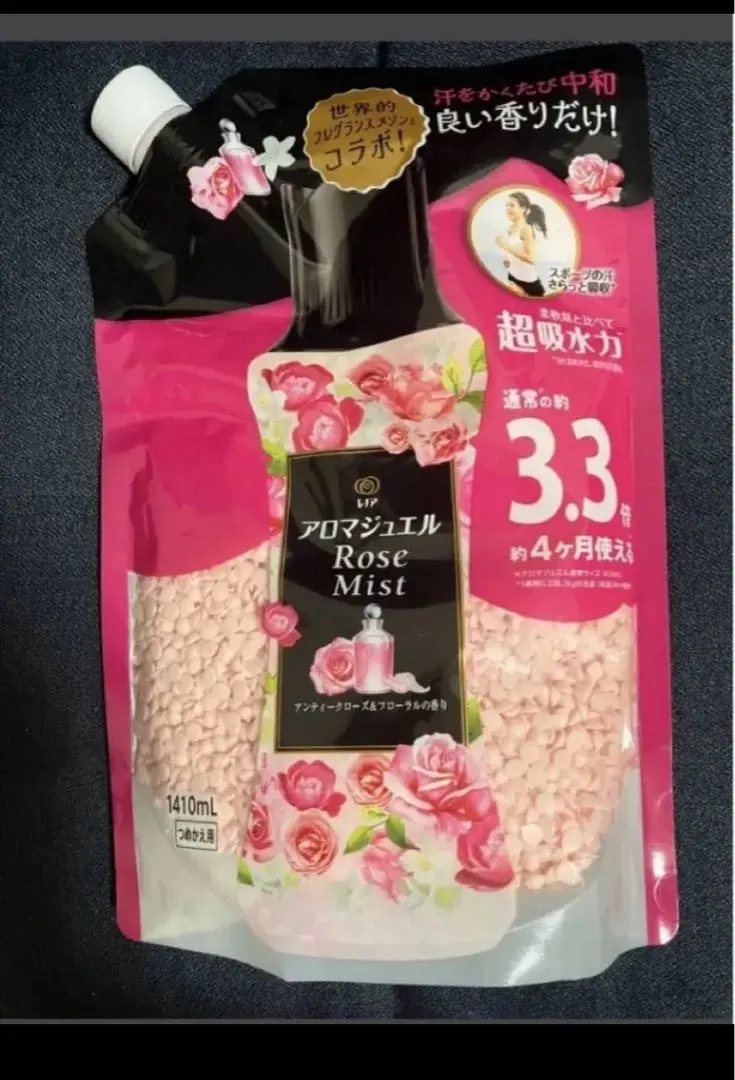 世界的
フレグランスメゾンと
コラボ!
汗をかくたび中和
良い香りだけ!
スポーツの汗
さらっと吸収
柔軟剤と比べて
超吸水力
通常の約
3.3倍
約4ヶ月使える
レノア
アロマジュエル
Rose
Mist
アンティークローズ&フローラルの香り
1410mL
つめかえ用